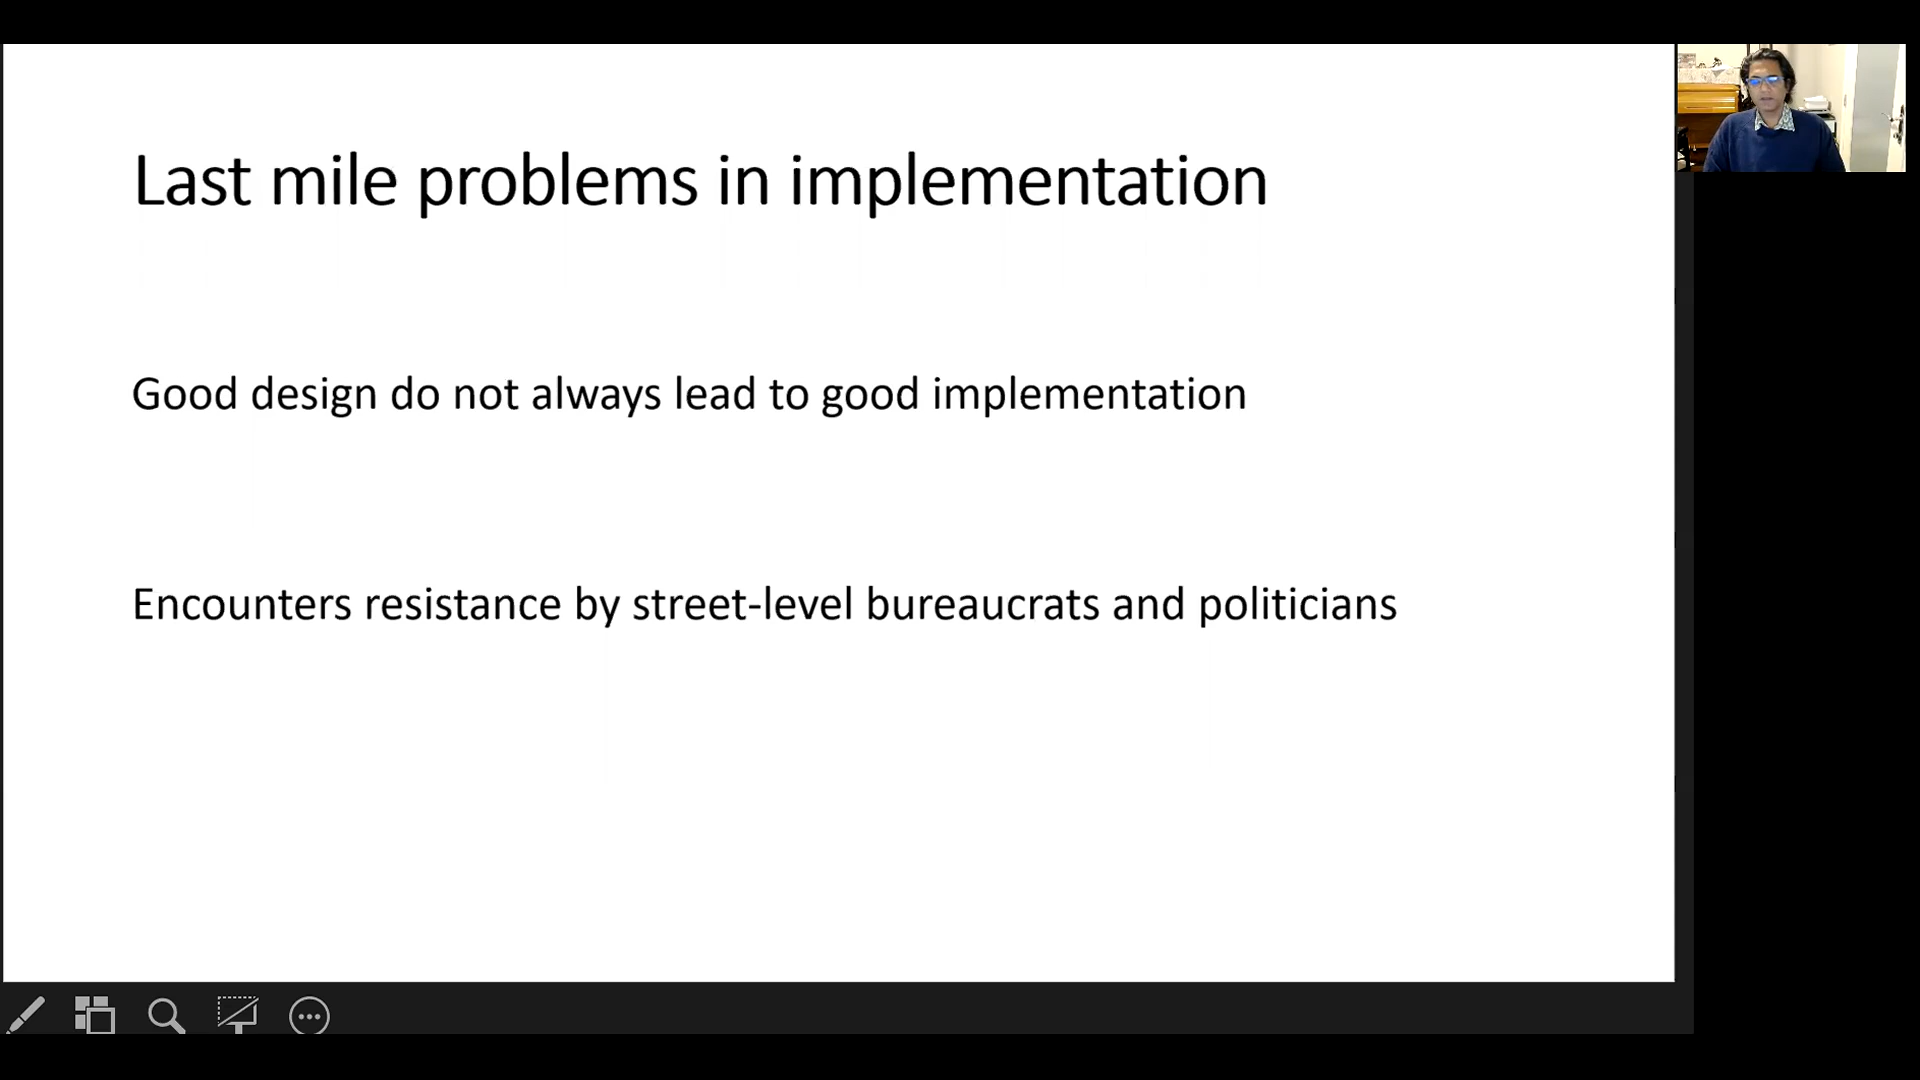 Last mile problems in implementation
Good design do not always lead to good implementation
Encounters resistance by street-level bureaucrats and politicians